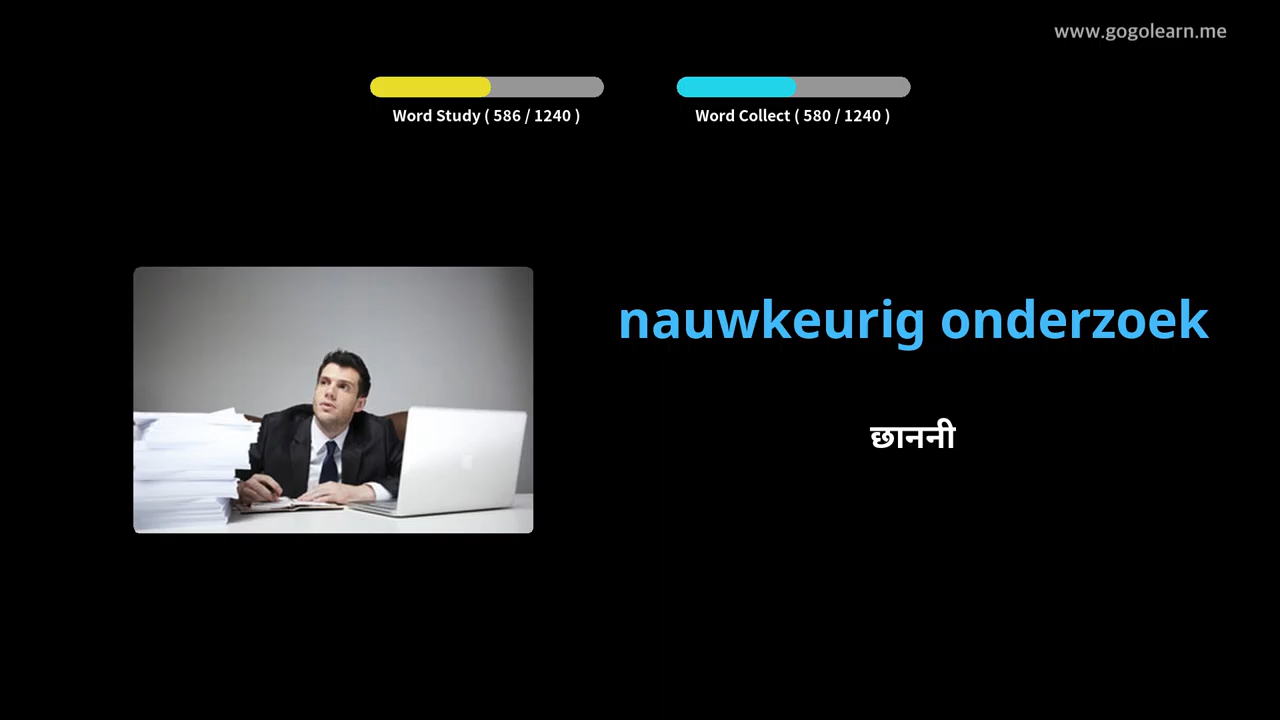 www.gogolearn.me
Word Study ( 586 / 1240 )
Word Collect ( 580 / 1240 )
nauwkeurig onderzoek
छाननी